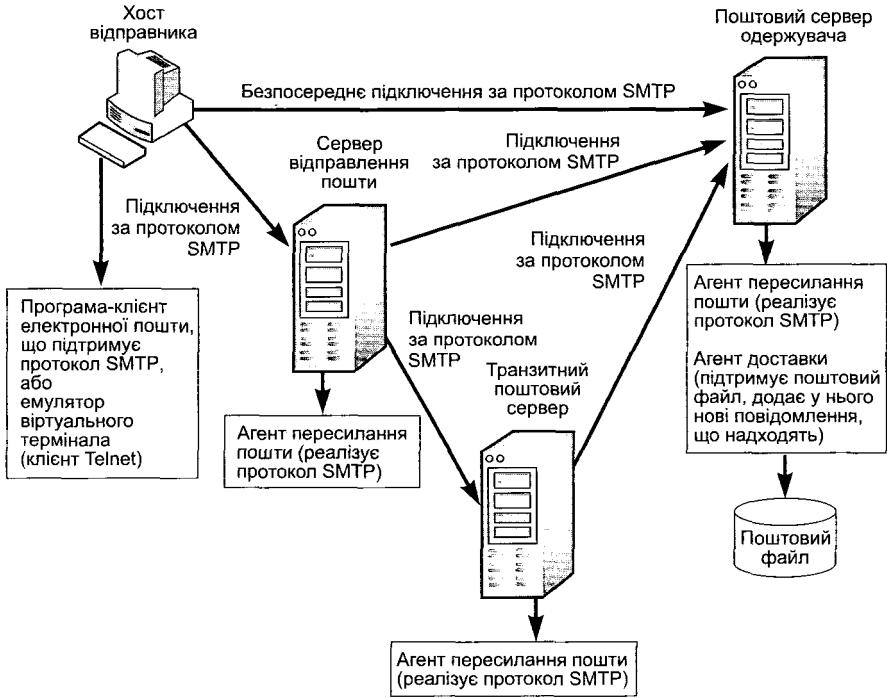 Хост
відправника
Поштовий сервер
одержувача
Безпосереднє підключення за протоколом SMTP
Сервер
відправлення
пошти
Підключення
за протоколом SMTP
Підключення
за протоколом
SMTP
Підключення
за протоколом
SMTP
Програма-клієнт
електронної пошти,
що підтримує
протокол SMTP,
або
емулятор
віртуального
термінала
(клієнт Telnet)
Підключення
за протоколом
SMTP
Транзитний
поштовий
сервер
Агент пересилання
пошти (реалізує
протокол SMTP)
Агент доставки
(підтримує поштовий
файл, додає у нього
нові повідомлення,
що надходять)
Агент пересилання
пошти (реалізує
протокол SMTP)
Поштовий
файл
Агент пересилання пошти
(реалізує протокол SMTP)